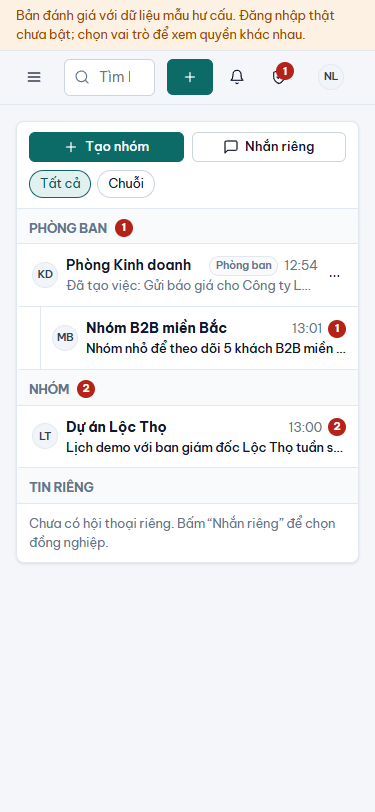 Bản đánh giá với dữ liệu mẫu hư cấu. Đăng nhập thật
chưa bật; chọn vai trò để xem quyền khác nhau.
Tìm
1
NL
Tạo nhóm
Nhắn riêng
Tất cả
Chuỗi
PHÒNG BAN 1
KD
Phòng Kinh doanh Phòng ban 12:54
Đã tạo việc: Gửi báo giá cho Công ty L... ...
MB
Nhóm B2B miền Bắc 13:01 1
Nhóm nhỏ để theo dõi 5 khách B2B miền ...
NHÓM 2
LT
Dự án Lộc Thọ 13:00 2
Lịch demo với ban giám đốc Lộc Thọ tuần s...
TIN RIÊNG
Chưa có hội thoại riêng. Bấm “Nhắn riêng” để chọn
đồng nghiệp.